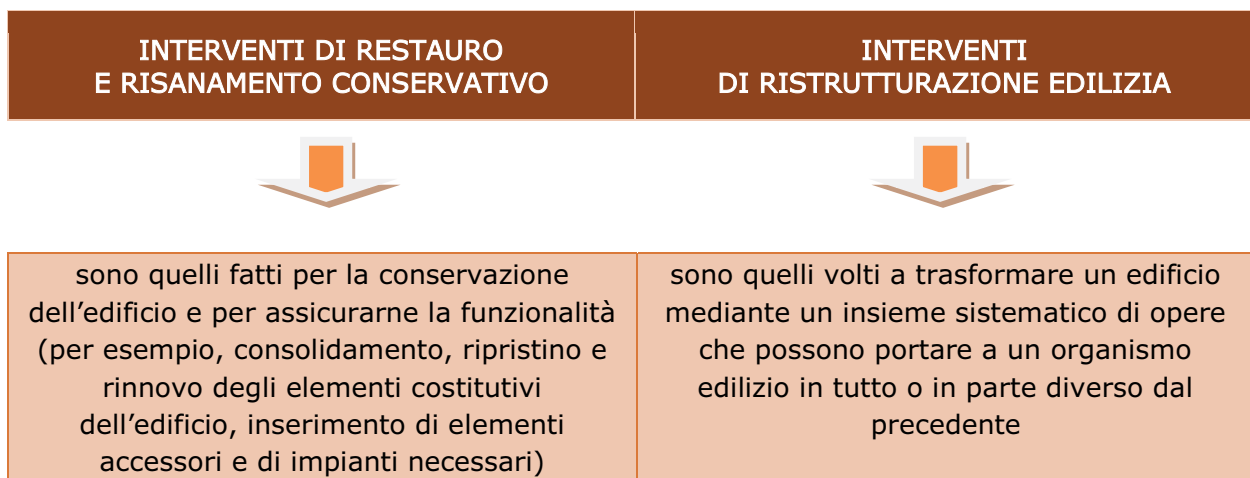 INTERVENTI DI RESTAURO
E RISANAMENTO CONSERVATIVO
INTERVENTI
DI RISTRUTTURAZIONE EDILIZIA
sono quelli fatti per la conservazione
dell’edificio e per assicurarne la funzionalità
(per esempio, consolidamento, ripristino e
rinnovo degli elementi costitutivi
dell’edificio, inserimento di elementi
accessori e di impianti necessari)
sono quelli volti a trasformare un edificio
mediante un insieme sistematico di opere
che possono portare a un organismo
edilizio in tutto o in parte diverso dal
precedente